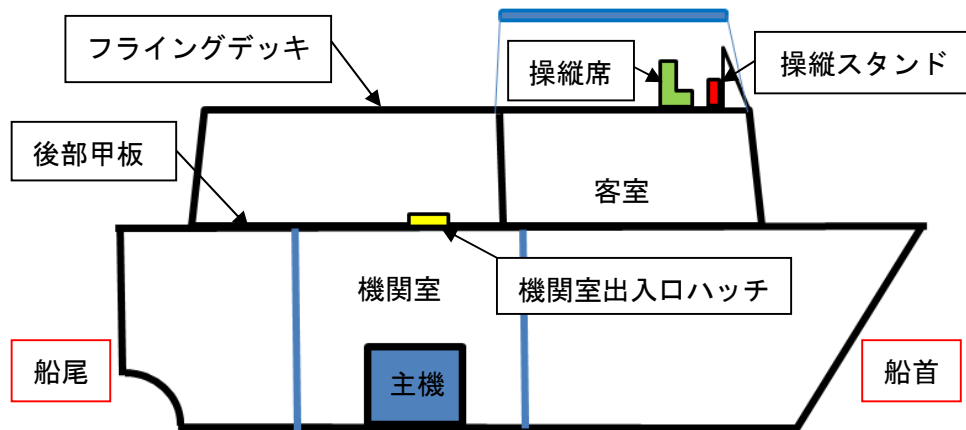 フライングデッキ
操縦席
操縦スタンド
後部甲板
客室
機関室
機関室出入口ハッチ
船尾
主機
船首